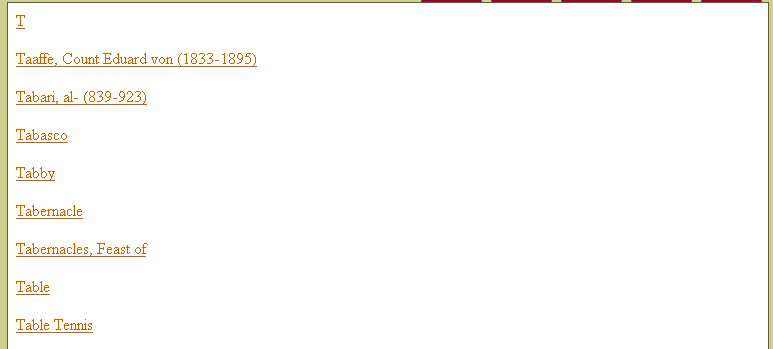 T
Taaffe, Count Eduard von (1833-1895)
Tabari, al- (839-923)
Tabasco
Tabby
Tabernacle
Tabernacles, Feast of
Table
Table Tennis